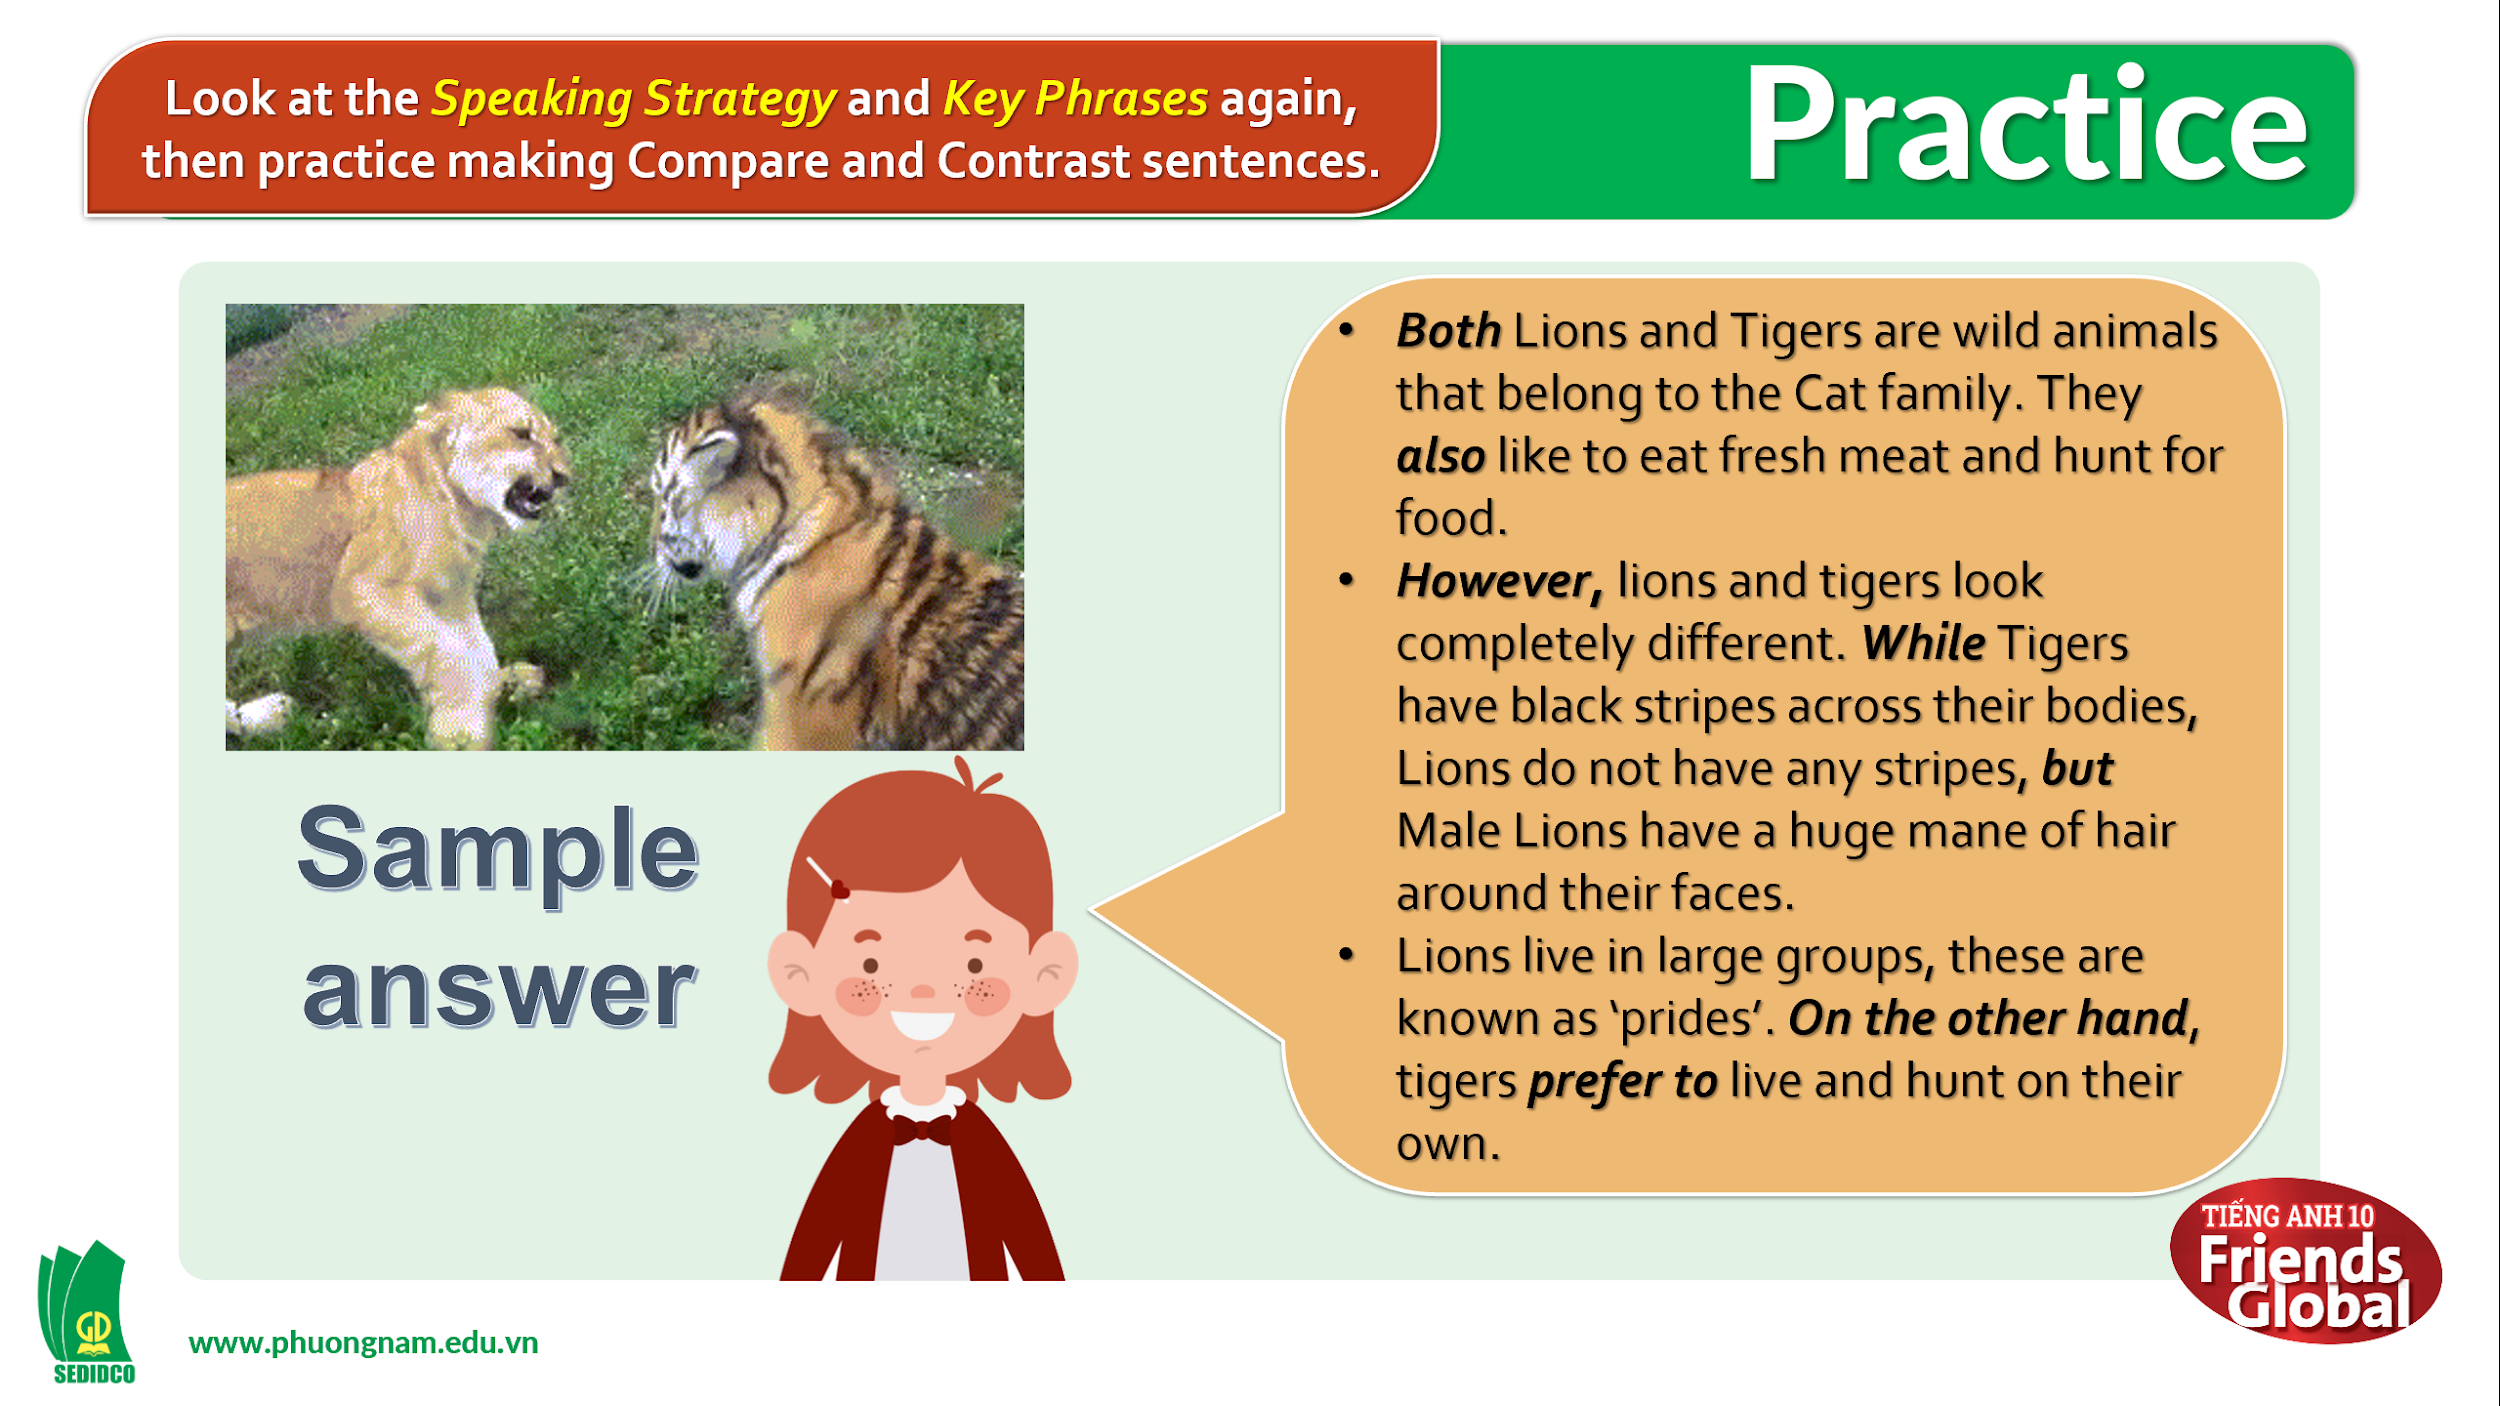 Look at the Speaking Strategy and Key Phrases again,
then practice making Compare and Contrast sentences.
Practice
• Both Lions and Tigers are wild animals
that belong to the Cat family. They
also like to eat fresh meat and hunt for
food.
• However, lions and tigers look
completely different. While Tigers
have black stripes across their bodies,
Lions do not have any stripes, but
Male Lions have a huge mane of hair
around their faces.
• Lions live in large groups, these are
known as ‘prides’. On the other hand,
tigers prefer to live and hunt on their
own.
Sample
answer
TIẾNG ANH 10
Friends
Global
GD
SEDIDCO
www.phuongnam.edu.vn